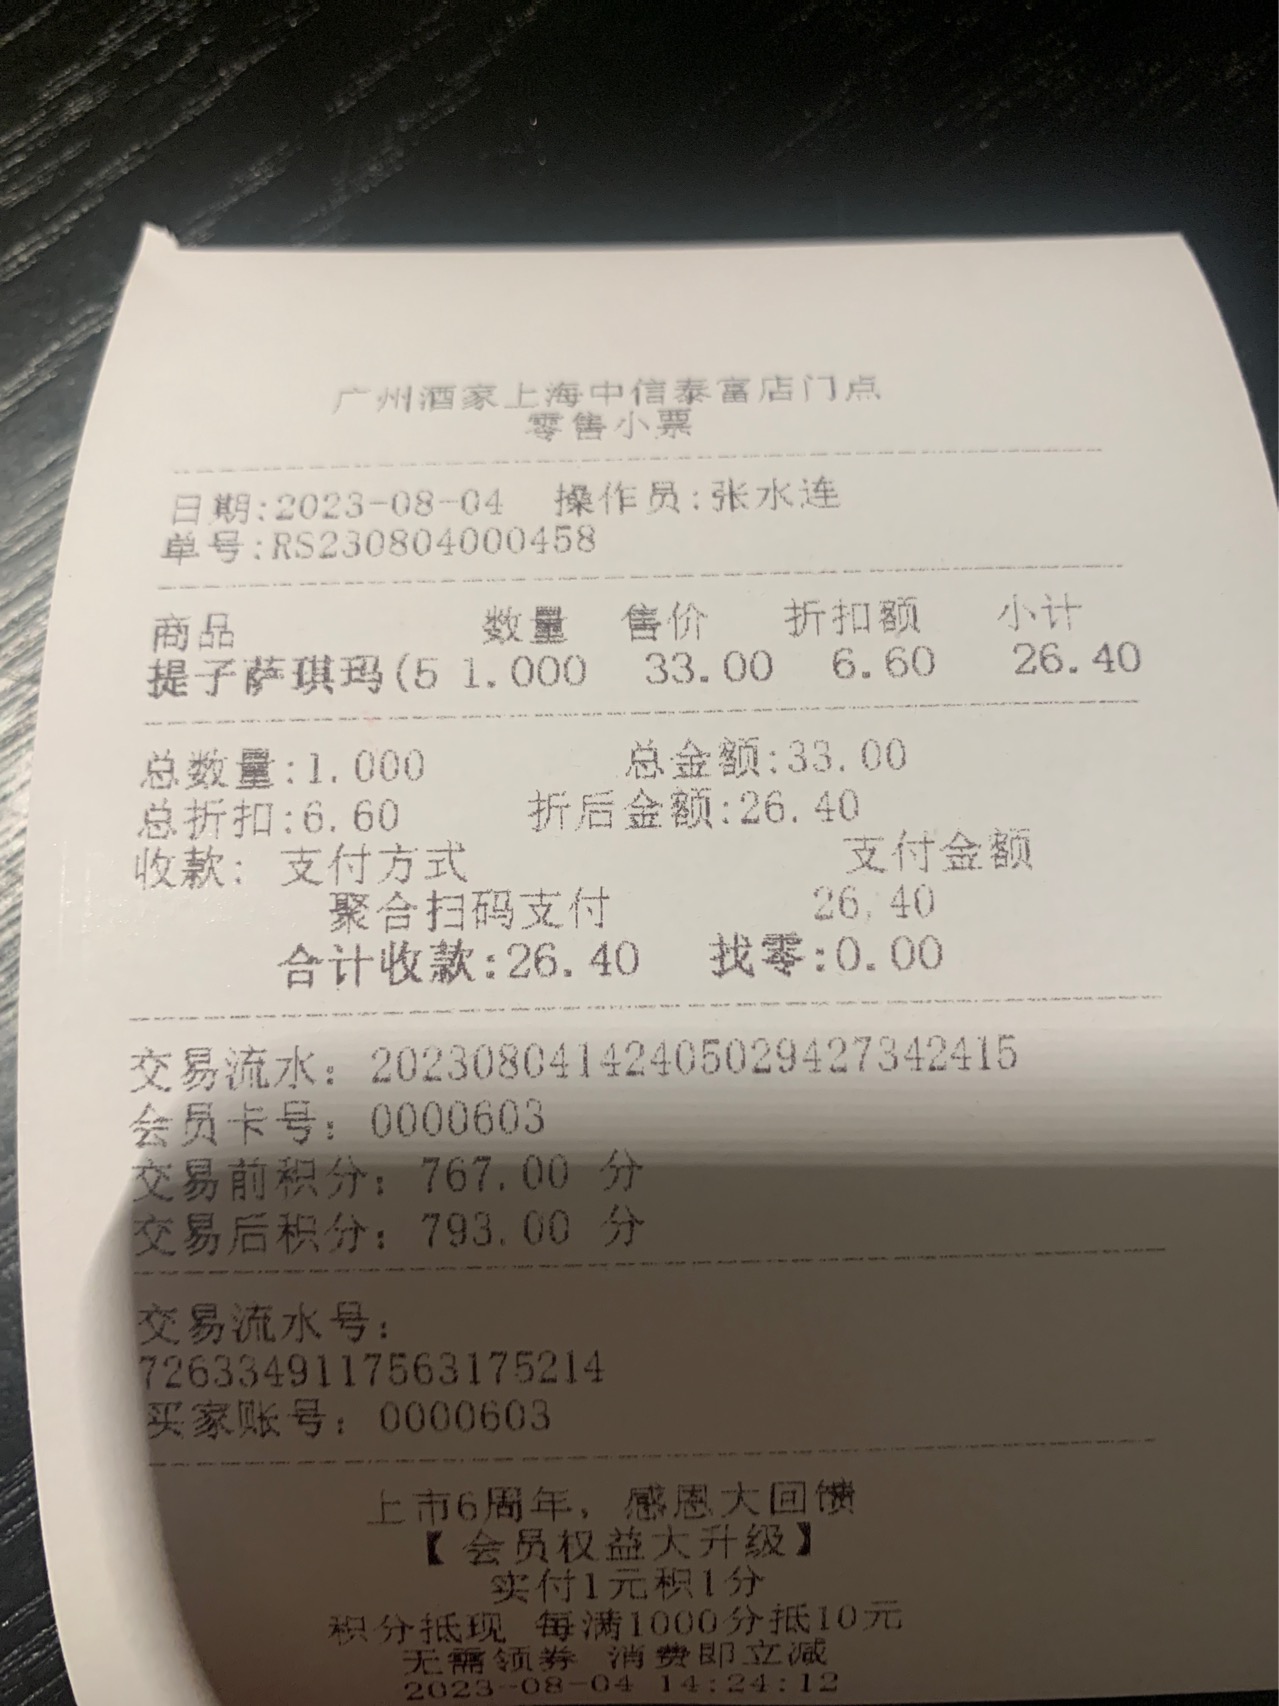 广州酒家上海中信泰富店门点
零售小票
日期:2023-08-04 操作员:张水连
单号:RS230804000458
商品 数量 售价 折扣额 小计
提子萨琪玛(5 1.000 33.00 6.60 26.40
总数量:1.000 总金额:33.00
总折扣:6.60 折后金额:26.40
收款: 支付方式 支付金额
聚合扫码支付 26.40
合计收款:26.40 找零:0.00
交易流水: 20230804142405029427342415
会员卡号: 0000603
交易前积分: 767.00 分
交易后积分: 793.00 分
交易流水号:
7263349117563175214
买家账号: 0000603
上市6周年, 感恩大回馈
【 会员权益大升级】
实付1元积1分
积分抵现 每满1000分抵10元
无需领券 消费即立减
2023-08-04 14:24:12